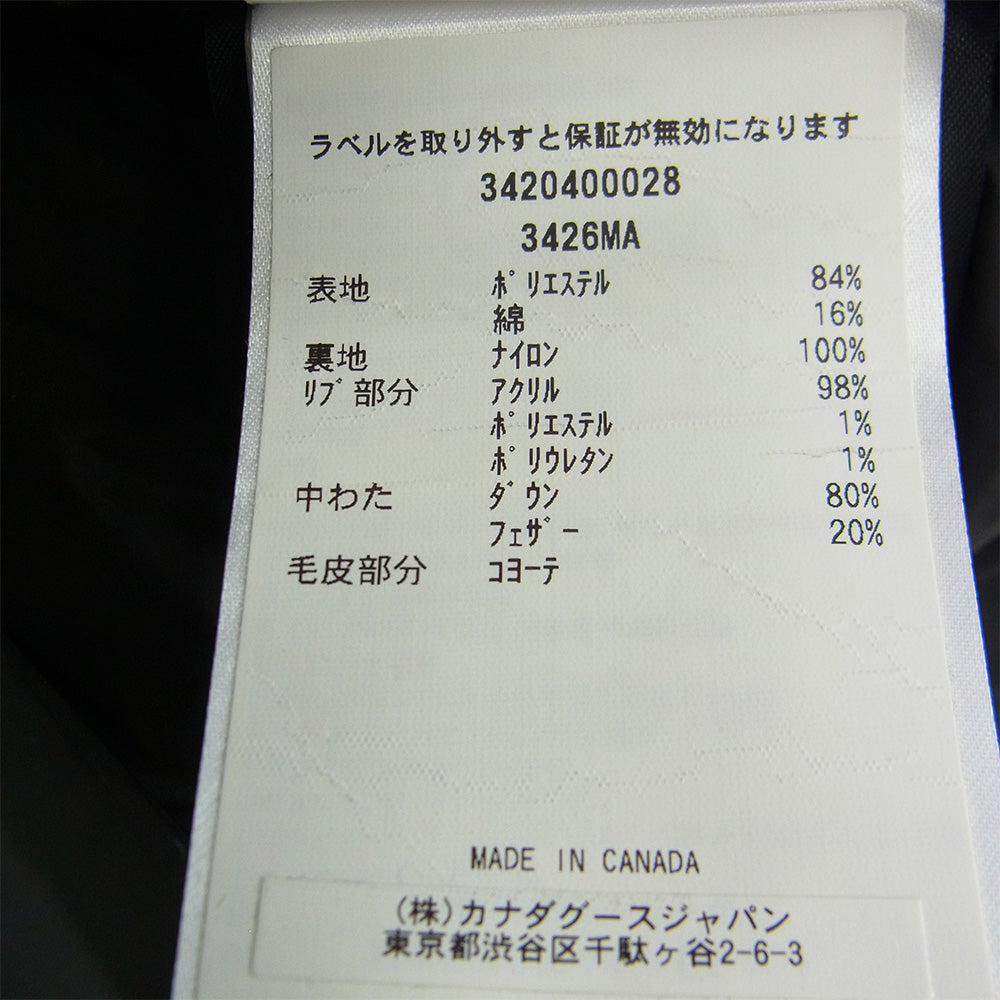 ラベルを取り外すと保証が無効になります
3420400028
3426MA
表地 ﾎﾟﾘｴｽﾃﾙ 84%
綿 16%
裏地 ﾅｲﾛﾝ 100%
ﾘﾌﾞ部分 ｱｸﾘﾙ 98%
ﾎﾟﾘｴｽﾃﾙ 1%
ﾎﾟﾘｳﾚﾀﾝ 1%
中わた ﾀﾞｳﾝ 80%
ﾌｪｻﾞｰ 20%
毛皮部分 ｺﾖｰﾃ
MADE IN CANADA
(株)カナダグースジャパン
東京都渋谷区千駄ヶ谷2-6-3